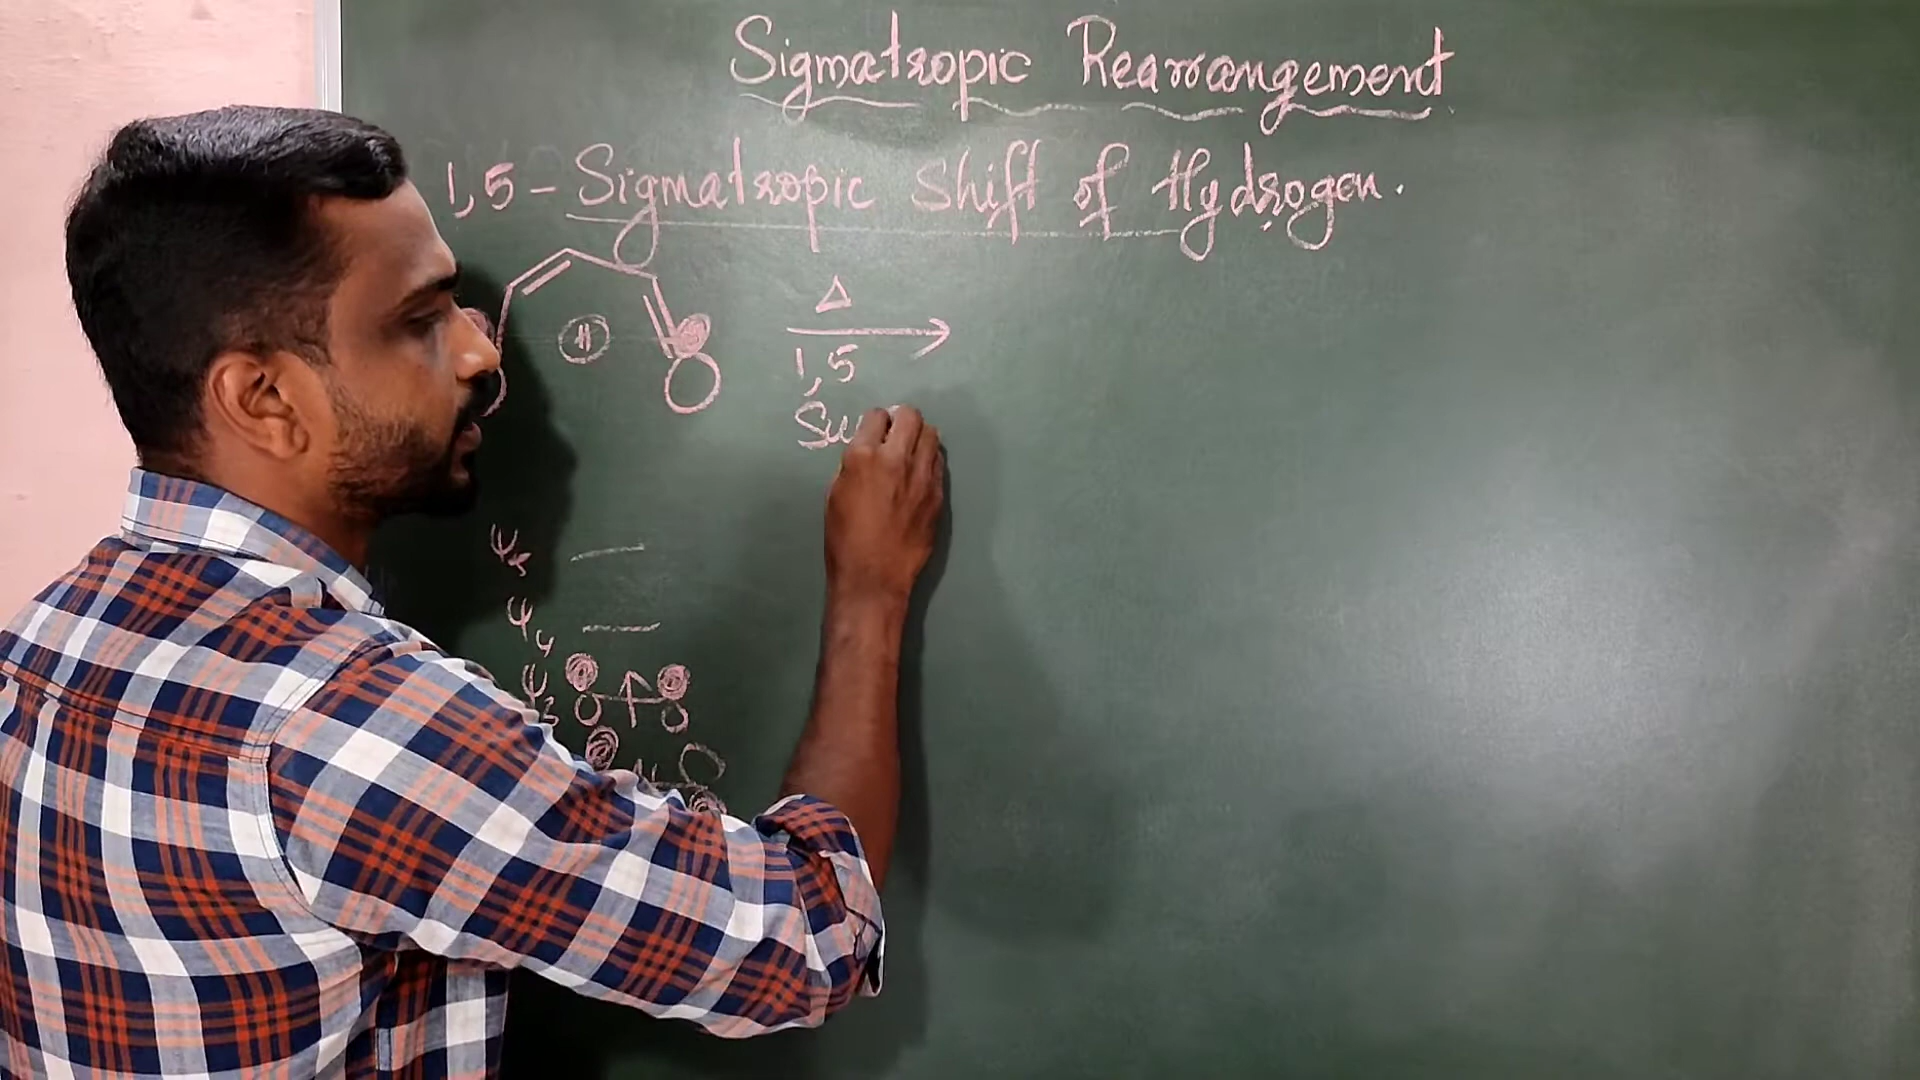 Sigmatropic Rearrangement
1,5 - Sigmatropic Shift of Hydrogen.
H
Δ
1,5
Su
Ψ5
Ψ4
Ψ3